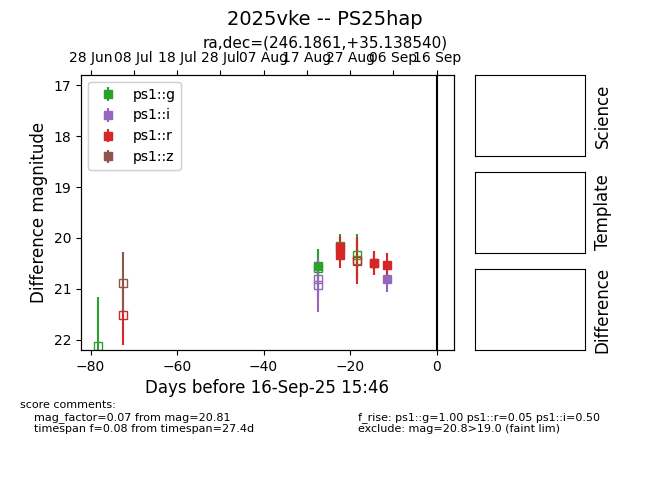 2025vke -- PS25hap
ra,dec=(246.1861,+35.138540)
28 Jun 08 Jul 18 Jul 28 Jul 07 Aug 17 Aug 27 Aug 06 Sep 16 Sep
17
18
19
20
21
22
Difference magnitude
ps1::g
ps1::i
ps1::r
ps1::z
−80 −60 −40 −20 0
Days before 16-Sep-25 15:46
Science
Template
Difference
score comments:
mag_factor=0.07 from mag=20.81
timespan f=0.08 from timespan=27.4d
f_rise: ps1::g=1.00 ps1::r=0.05 ps1::i=0.50
exclude: mag=20.8>19.0 (faint lim)